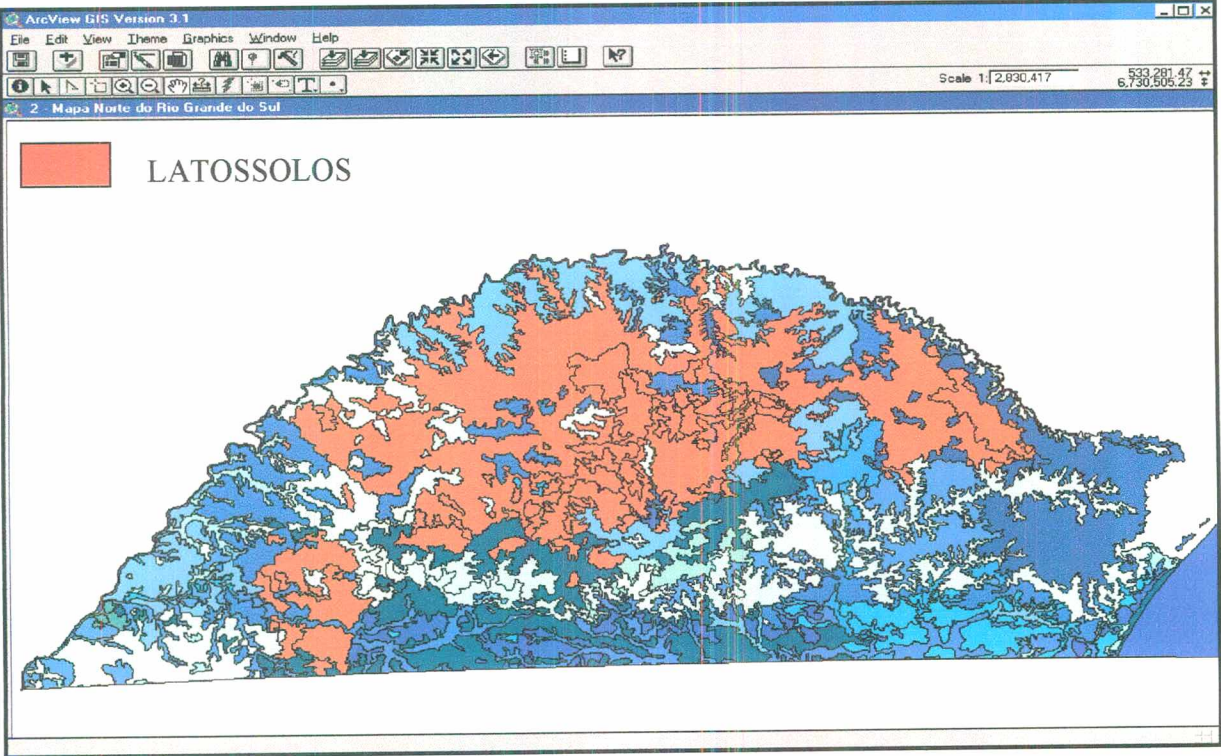 ArcView GIS Version 3.1
File Edit View Theme Graphics Window Help
Scale 1: 2,830,417
533,281.47
6,730,505.23
2 - Mapa Norte do Rio Grande do Sul
LATOSSOLOS